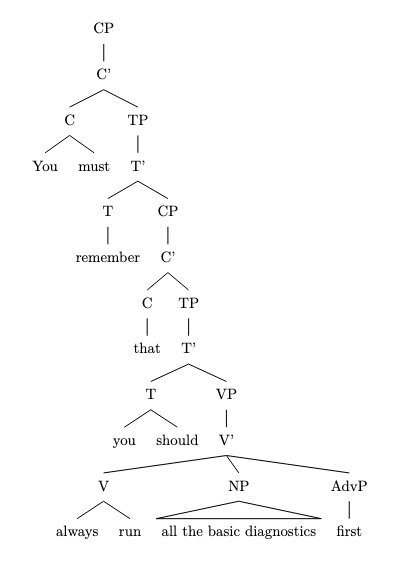 CP
C'
C TP
You must T'
T CP
remember C'
C TP
that T'
T VP
you should V'
V NP AdvP
always run all the basic diagnostics first